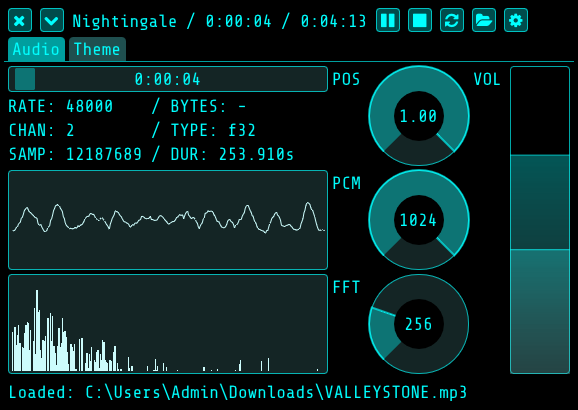 Nightingale / 0:00:04 / 0:04:13
Audio Theme
0:00:04
POS
1.00
VOL
RATE: 48000 / BYTES: -
CHAN: 2 / TYPE: f32
SAMP: 12187689 / DUR: 253.910s
PCM
1024
FFT
256
Loaded: C:\Users\Admin\Downloads\VALLEYSTONE.mp3